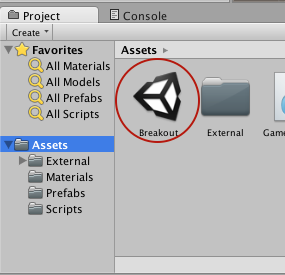 Project
Console
Create
Favorites
All Materials
All Models
All Prefabs
All Scripts
Assets
External
Materials
Prefabs
Scripts
Assets
Breakout
External
Game